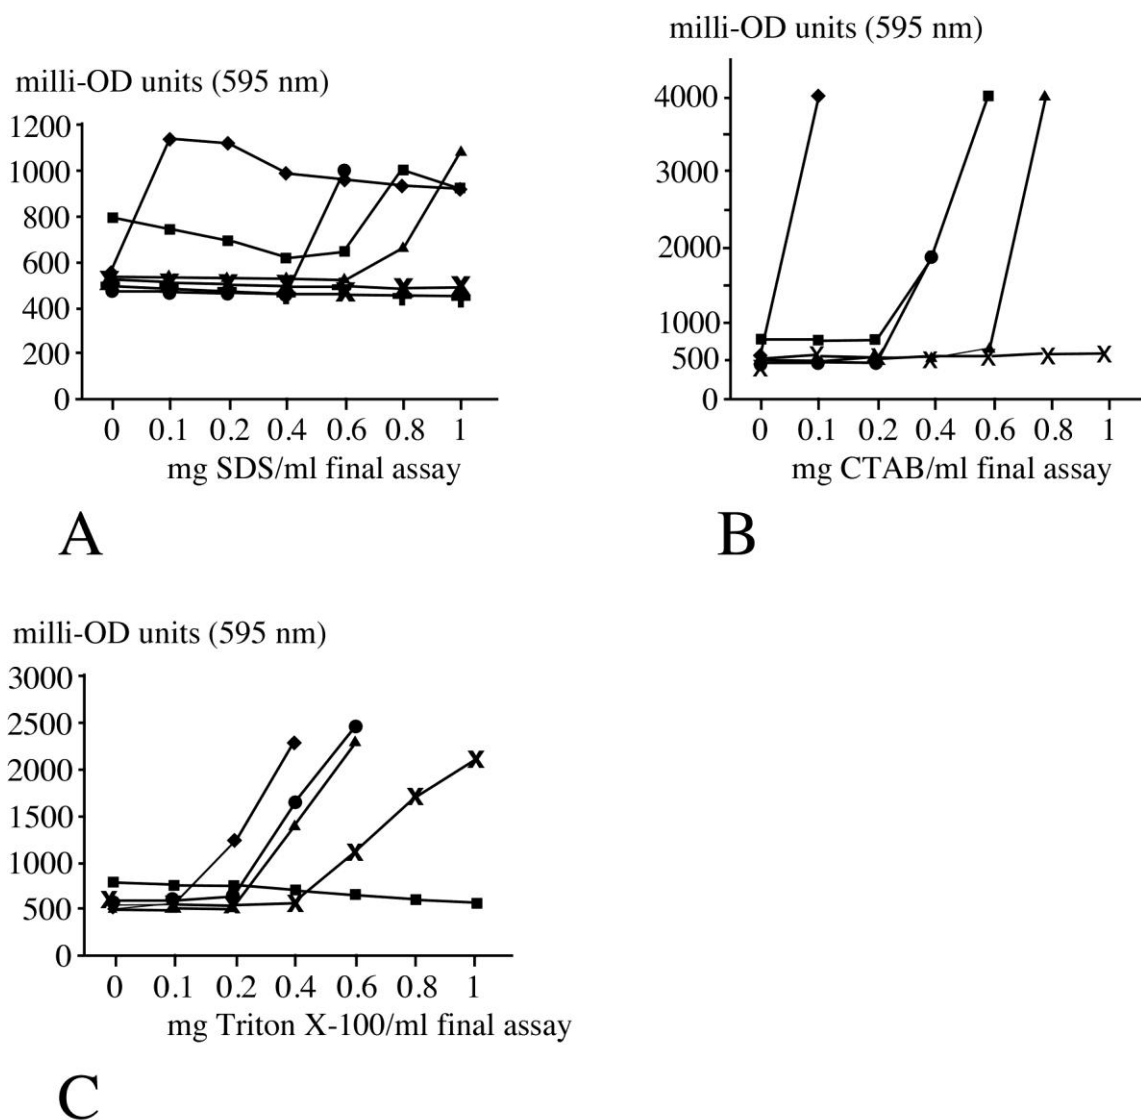 milli-OD units (595 nm)
1200
1000
800
600
400
200
0
0 0.1 0.2 0.4 0.6 0.8 1
mg SDS/ml final assay
A
milli-OD units (595 nm)
4000
3000
2000
1000
500
0
0 0.1 0.2 0.4 0.6 0.8 1
mg CTAB/ml final assay
B
milli-OD units (595 nm)
3000
2500
2000
1500
1000
500
0
0 0.1 0.2 0.4 0.6 0.8 1
mg Triton X-100/ml final assay
C